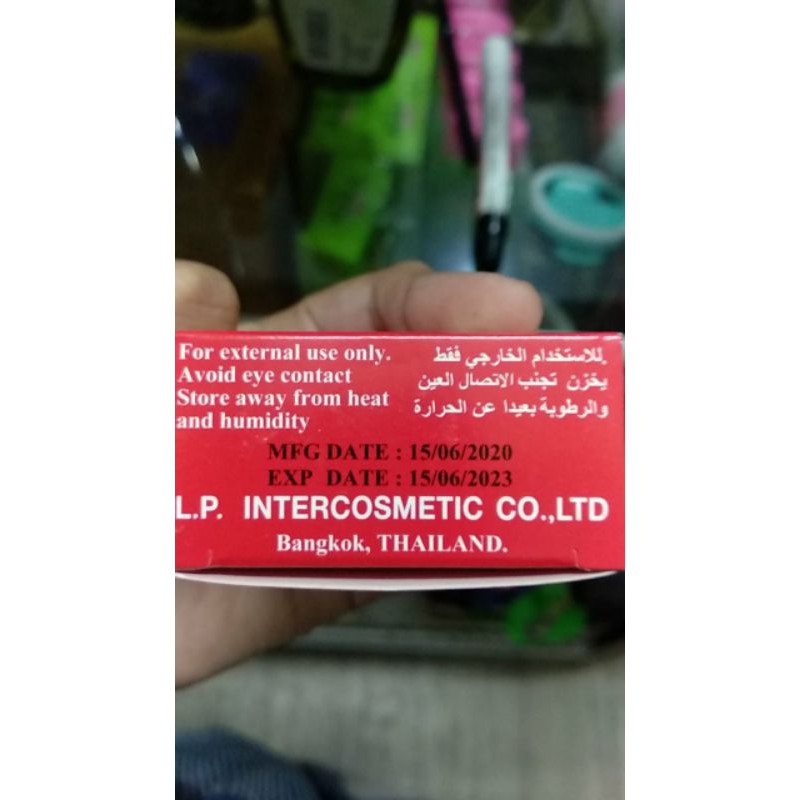 For external use only.
Avoid eye contact
Store away from heat
and humidity
للاستخدام الخارجي فقط.
يخزن تجنب الاتصال العين
والرطوبة بعيدا عن الحرارة
MFG DATE : 15/06/2020
EXP DATE : 15/06/2023
L.P. INTERCOSMETIC CO.,LTD
Bangkok, THAILAND.